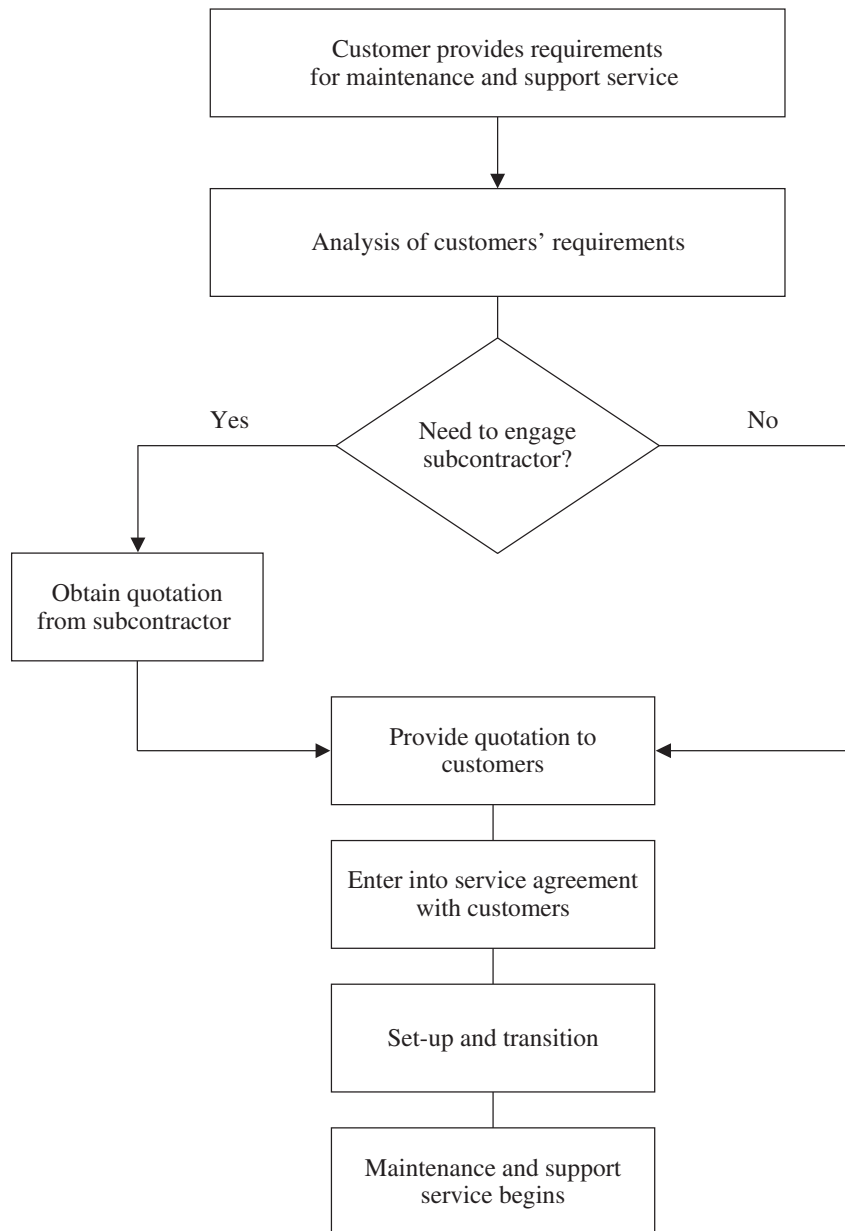 Customer provides requirements
for maintenance and support service
Analysis of customers’ requirements
Yes
No
Need to engage
subcontractor?
Obtain quotation
from subcontractor
Provide quotation to
customers
Enter into service agreement
with customers
Set-up and transition
Maintenance and support
service begins